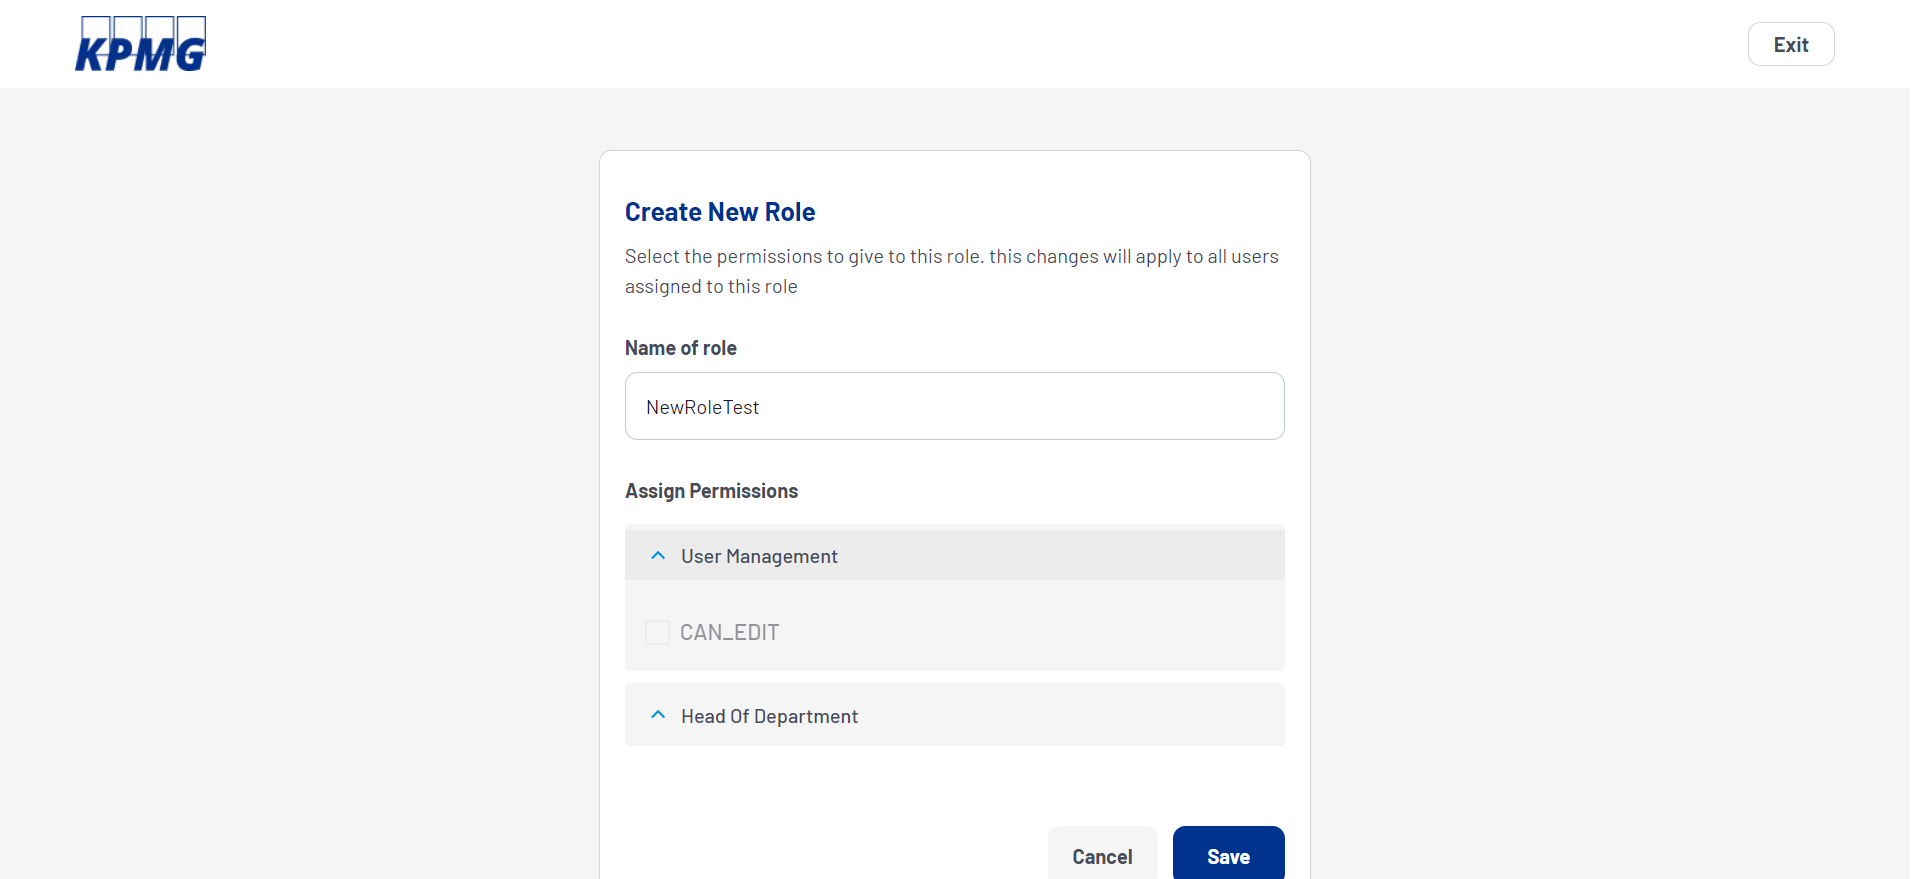 KPMG
Exit
Create New Role
Select the permissions to give to this role. this changes will apply to all users
assigned to this role
Name of role
NewRoleTest
Assign Permissions
User Management
CAN_EDIT
Head Of Department
Cancel
Save